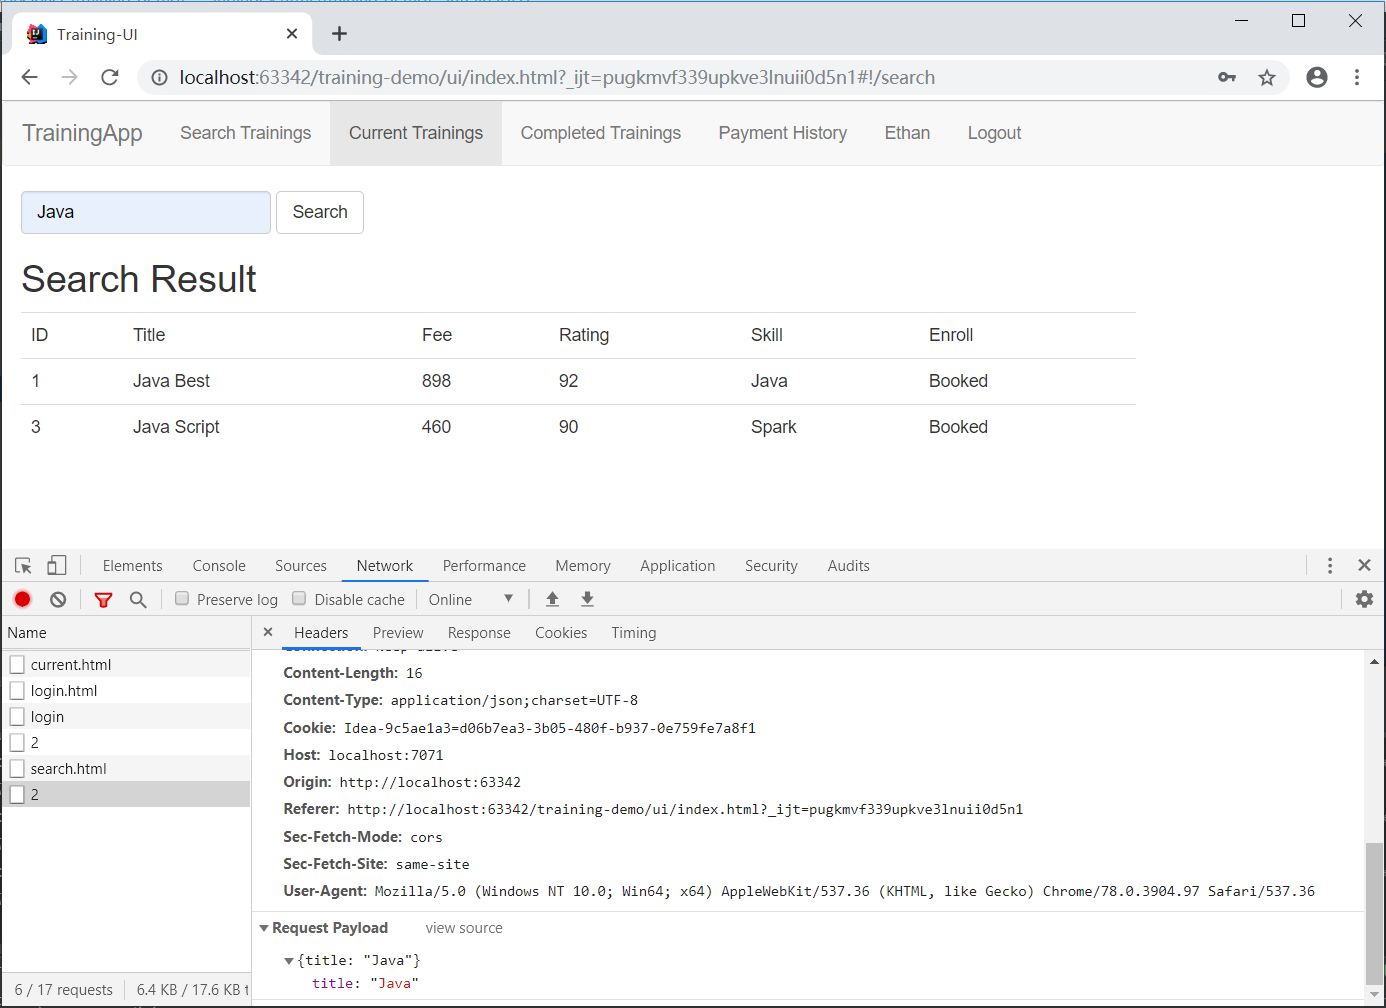 Training-UI
localhost:63342/training-demo/ui/index.html?_ijt=pugkmvf339upkve3lnuii0d5n1#!/search
TrainingApp Search Trainings Current Trainings Completed Trainings Payment History Ethan Logout
Java Search
Search Result
ID Title Fee Rating Skill Enroll
1 Java Best 898 92 Java Booked
3 Java Script 460 90 Spark Booked
Elements Console Sources Network Performance Memory Application Security Audits
Preserve log Disable cache Online
Name
current.html
login.html
login
2
search.html
2
6 / 17 requests 6.4 KB / 17.6 KB t
Headers Preview Response Cookies Timing
Content-Length: 16
Content-Type: application/json;charset=UTF-8
Cookie: Idea-9c5ae1a3=d06b7ea3-3b05-480f-b937-0e759fe7a8f1
Host: localhost:7071
Origin: http://localhost:63342
Referer: http://localhost:63342/training-demo/ui/index.html?_ijt=pugkmvf339upkve3lnuii0d5n1
Sec-Fetch-Mode: cors
Sec-Fetch-Site: same-site
User-Agent: Mozilla/5.0 (Windows NT 10.0; Win64; x64) AppleWebKit/537.36 (KHTML, like Gecko) Chrome/78.0.3904.97 Safari/537.36
Request Payload view source
{title: "Java"}
title: "Java"